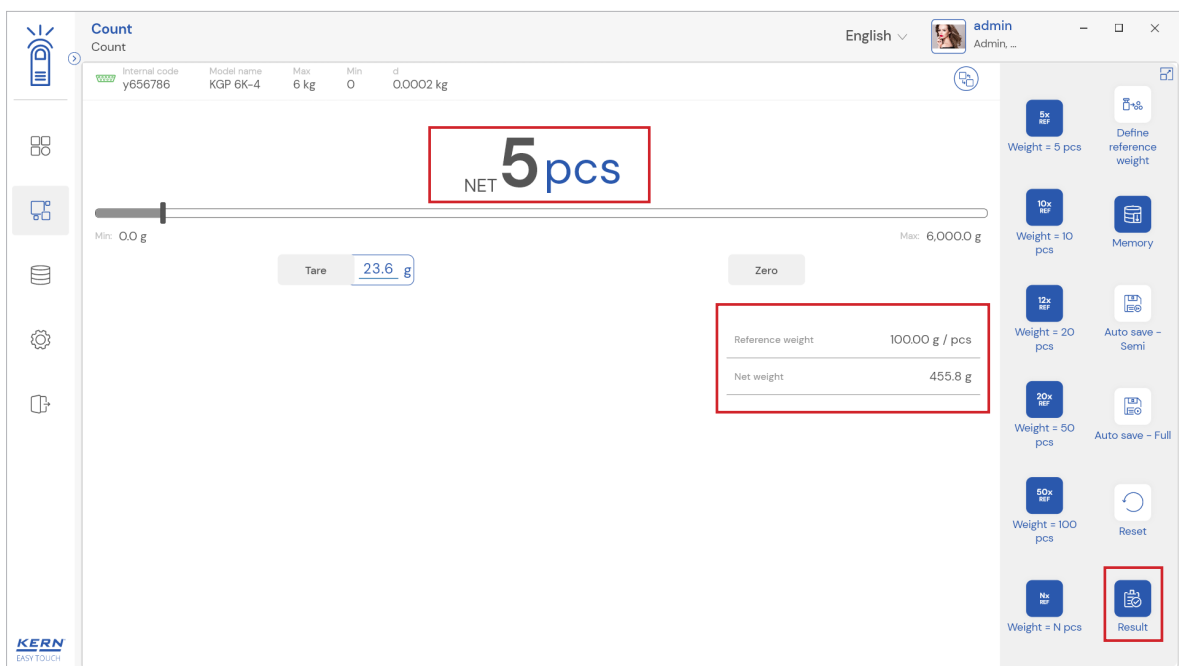 Count
Count
English
admin
Admin, ...
Internal code
y656786
Model name
KGP 6K-4
Max
6 kg
Min
0
d
0.0002 kg
NET 5 pcs
Min: 0.0 g
Max: 6,000.0 g
Tare 23.6 g
Zero
Reference weight 100.00 g / pcs
Net weight 455.8 g
5x
REF
Weight = 5 pcs
Define
reference
weight
10x
REF
Weight = 10
pcs
Memory
12x
REF
Weight = 20
pcs
Auto save -
Semi
20x
REF
Weight = 50
pcs
Auto save - Full
50x
REF
Weight = 100
pcs
Reset
Nx
REF
Weight = N pcs
Result
KERN
EASY TOUCH